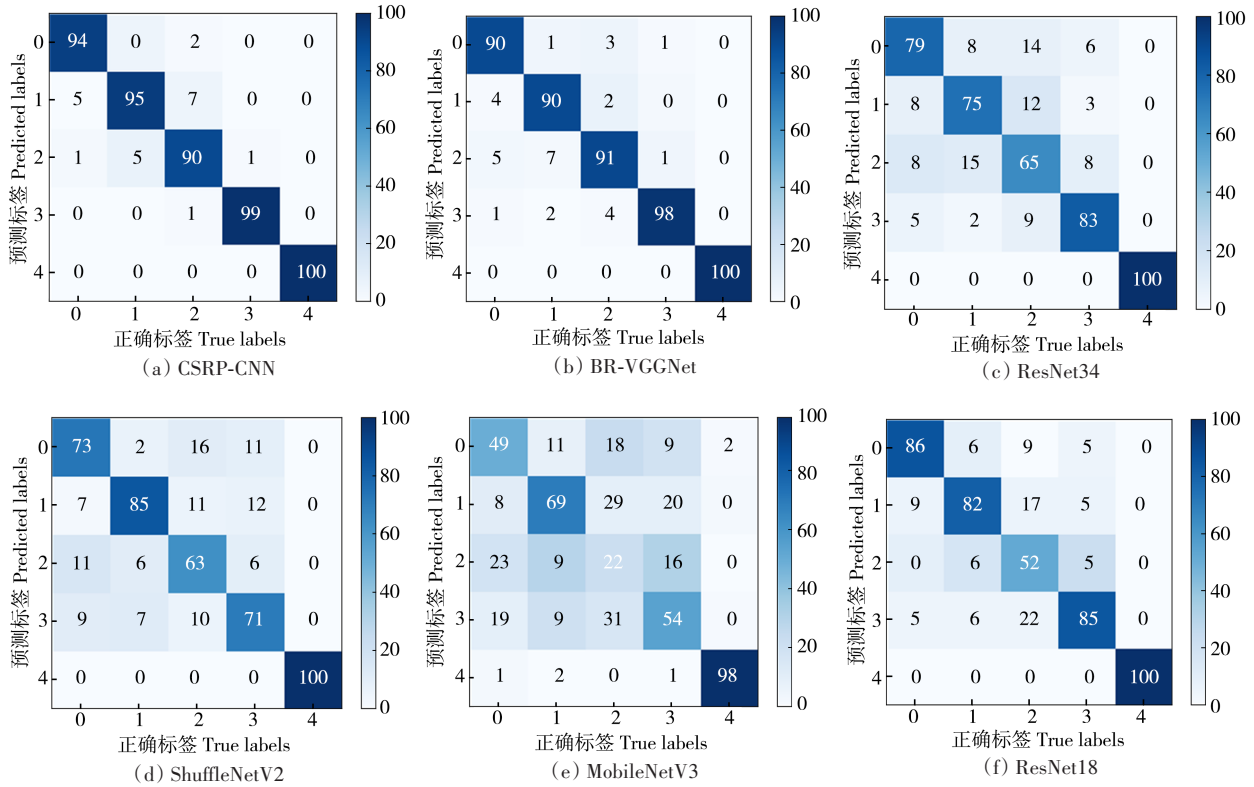 预测标签 Predicted labels
0 94 0 2 0 0
1 5 95 7 0 0
2 1 5 90 1 0
3 0 0 1 99 0
4 0 0 0 0 100
0 1 2 3 4
正确标签 True labels
100
80
60
40
20
0
(a) CSRP-CNN
预测标签 Predicted labels
0 90 1 3 1 0
1 4 90 2 0 0
2 5 7 91 1 0
3 1 2 4 98 0
4 0 0 0 0 100
0 1 2 3 4
正确标签 True labels
100
80
60
40
20
0
(b) BR-VGGNet
预测标签 Predicted labels
0 79 8 14 6 0
1 8 75 12 3 0
2 8 15 65 8 0
3 5 2 9 83 0
4 0 0 0 0 100
0 1 2 3 4
正确标签 True labels
100
80
60
40
20
0
(c) ResNet34
预测标签 Predicted labels
0 73 2 16 11 0
1 7 85 11 12 0
2 11 6 63 6 0
3 9 7 10 71 0
4 0 0 0 0 100
0 1 2 3 4
正确标签 True labels
100
80
60
40
20
0
(d) ShuffleNetV2
预测标签 Predicted labels
0 49 11 18 9 2
1 8 69 29 20 0
2 23 9 22 16 0
3 19 9 31 54 0
4 1 2 0 1 98
0 1 2 3 4
正确标签 True labels
100
80
60
40
20
0
(e) MobileNetV3
预测标签 Predicted labels
0 86 6 9 5 0
1 9 82 17 5 0
2 0 6 52 5 0
3 5 6 22 85 0
4 0 0 0 0 100
0 1 2 3 4
正确标签 True labels
100
80
60
40
20
0
(f) ResNet18